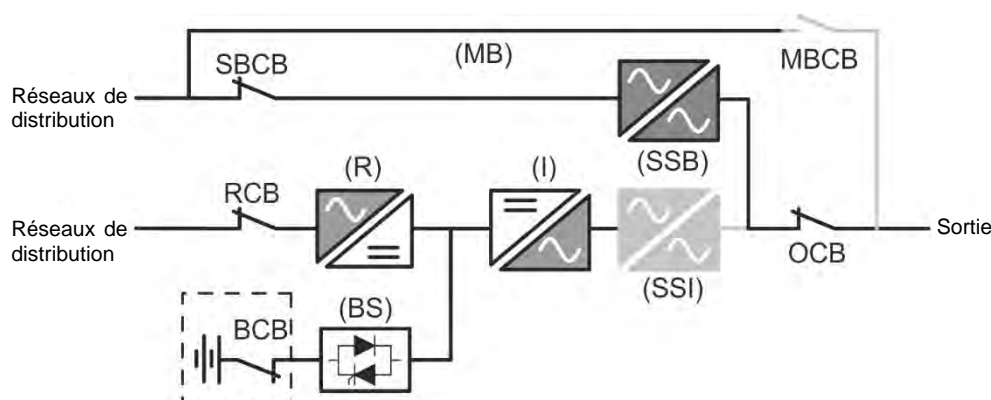 (MB)
MBCB
SBCB
Réseaux de
distribution
(SSB)
(R)
(I)
RCB
Réseaux de
distribution
Sortie
OCB
(SSI)
(BS)
BCB